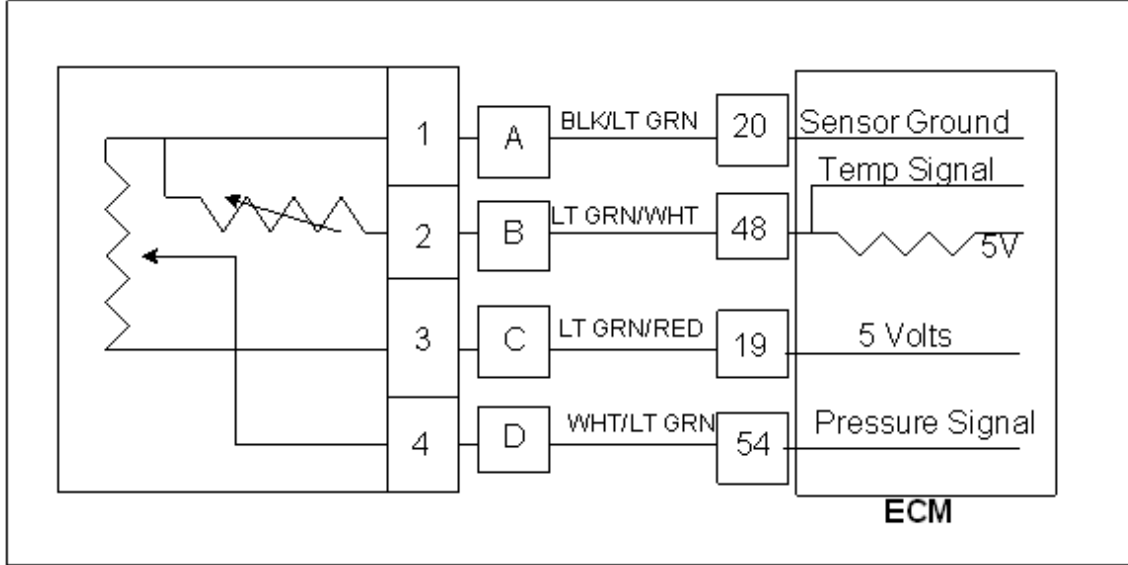 1 A BLK/LT GRN 20 Sensor Ground
Temp Signal
2 B LT GRN/WHT 48 5V
3 C LT GRN/RED 19 5 Volts
4 D WHT/LT GRN 54 Pressure Signal
ECM